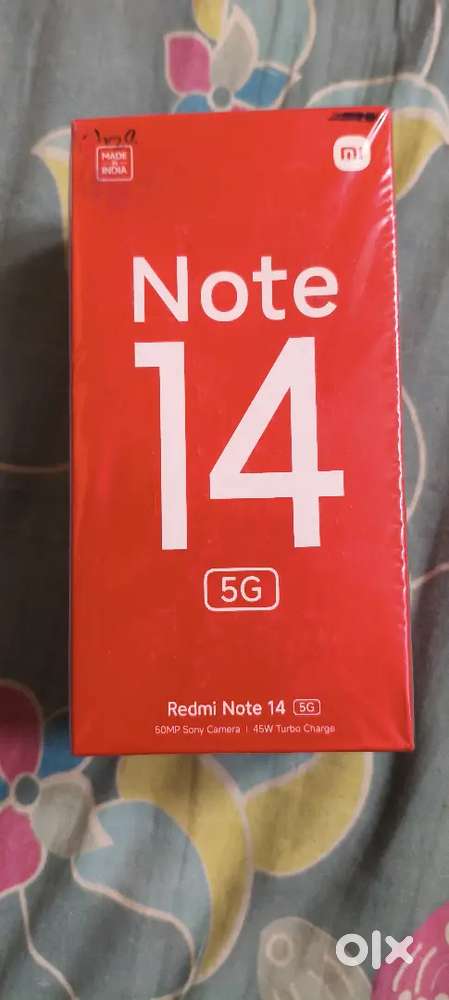 MADE
IN
INDIA
mi
Note
14
5G
Redmi Note 14 5G
50MP Sony Camera | 45W Turbo Charge
olx